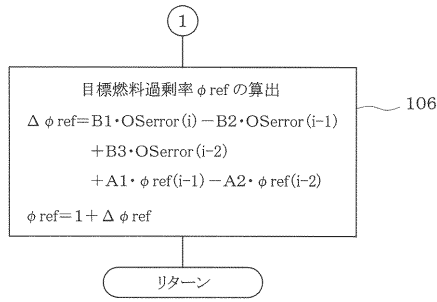 1
目標燃料過剰率φrefの算出
Δφref=B1・OSerror(i)-B2・OSerror(i-1)
+B3・OSerror(i-2)
+A1・φref(i-1)-A2・φref(i-2)
φref=1+Δφref
106
リターン